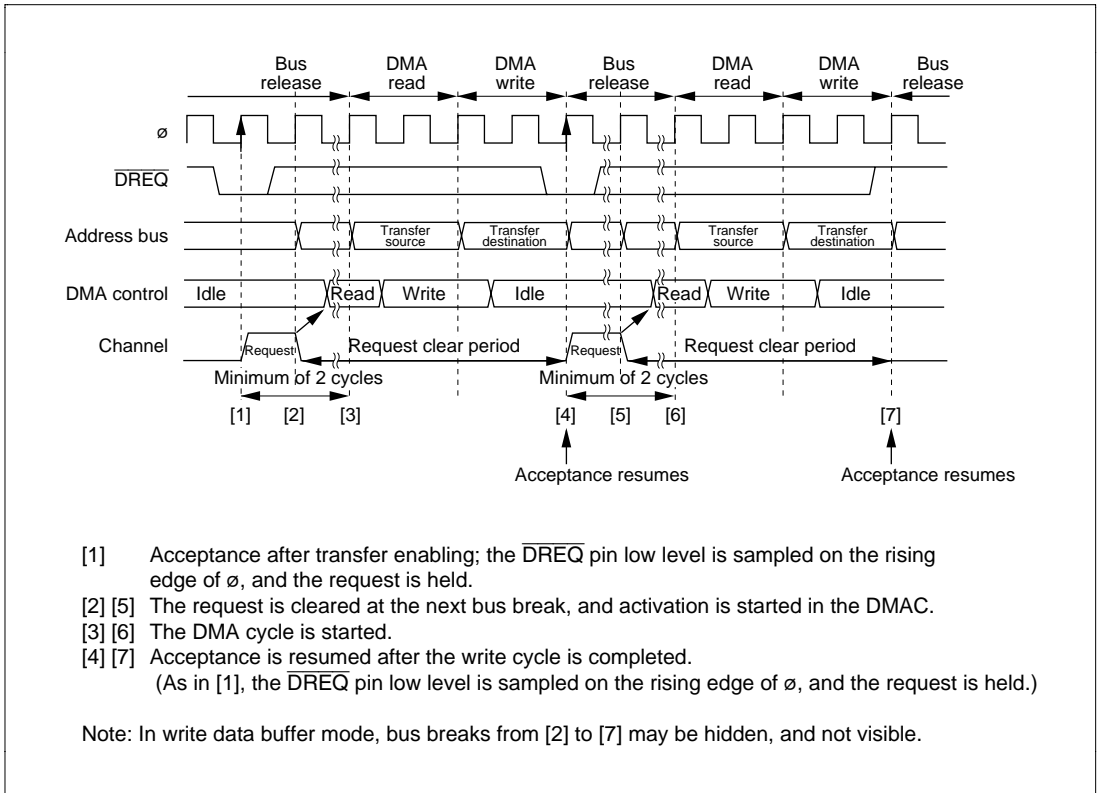 Bus release DMA read DMA write Bus release DMA read DMA write Bus release
ø
DREQ
Address bus Transfer source Transfer destination Transfer source Transfer destination
DMA control Idle Read Write Idle Read Write Idle
Channel Request Request clear period Request Request clear period
Minimum of 2 cycles Minimum of 2 cycles
[1] [2] [3] [4] [5] [6] [7]
Acceptance resumes Acceptance resumes
[1] Acceptance after transfer enabling; the DREQ pin low level is sampled on the rising
edge of ø, and the request is held.
[2] [5] The request is cleared at the next bus break, and activation is started in the DMAC.
[3] [6] The DMA cycle is started.
[4] [7] Acceptance is resumed after the write cycle is completed.
(As in [1], the DREQ pin low level is sampled on the rising edge of ø, and the request is held.)
Note: In write data buffer mode, bus breaks from [2] to [7] may be hidden, and not visible.